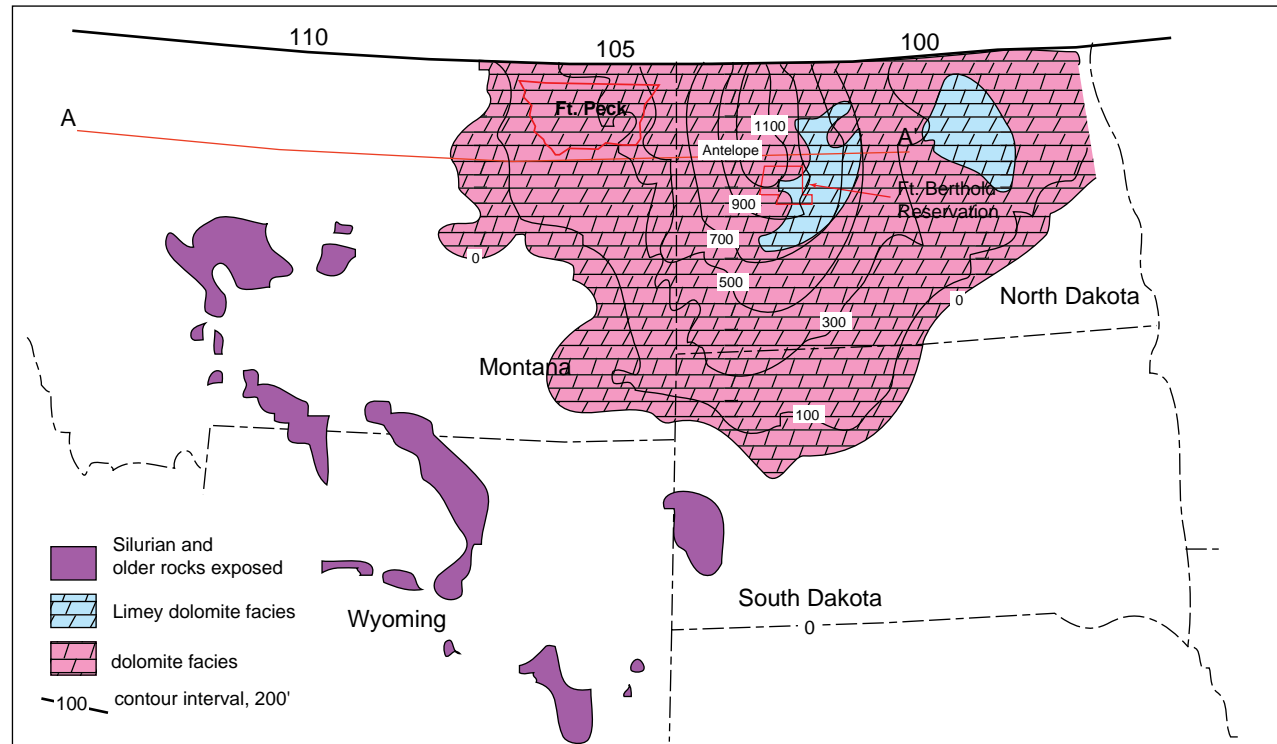 110
105
100
Ft. Peck
A
1100
A'
Antelope
Ft. Berthold
Reservation
900
700
0
500
0
North Dakota
300
Montana
100
Silurian and
older rocks exposed
Limey dolomite facies
South Dakota
Wyoming
0
dolomite facies
100 contour interval, 200'